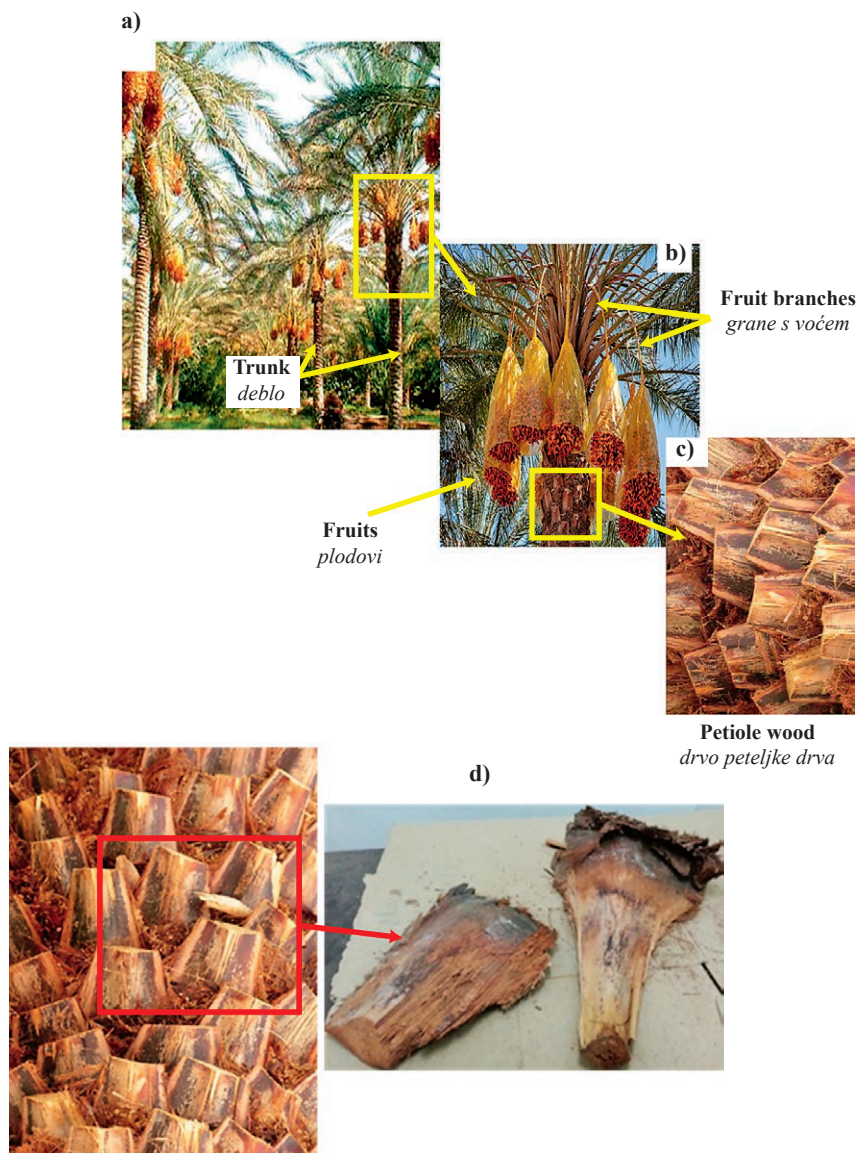 a)
b)
Fruit branches
grane s voćem
Trunk
deblo
c)
Fruits
plodovi
Petiole wood
drvo peteljke drva
d)